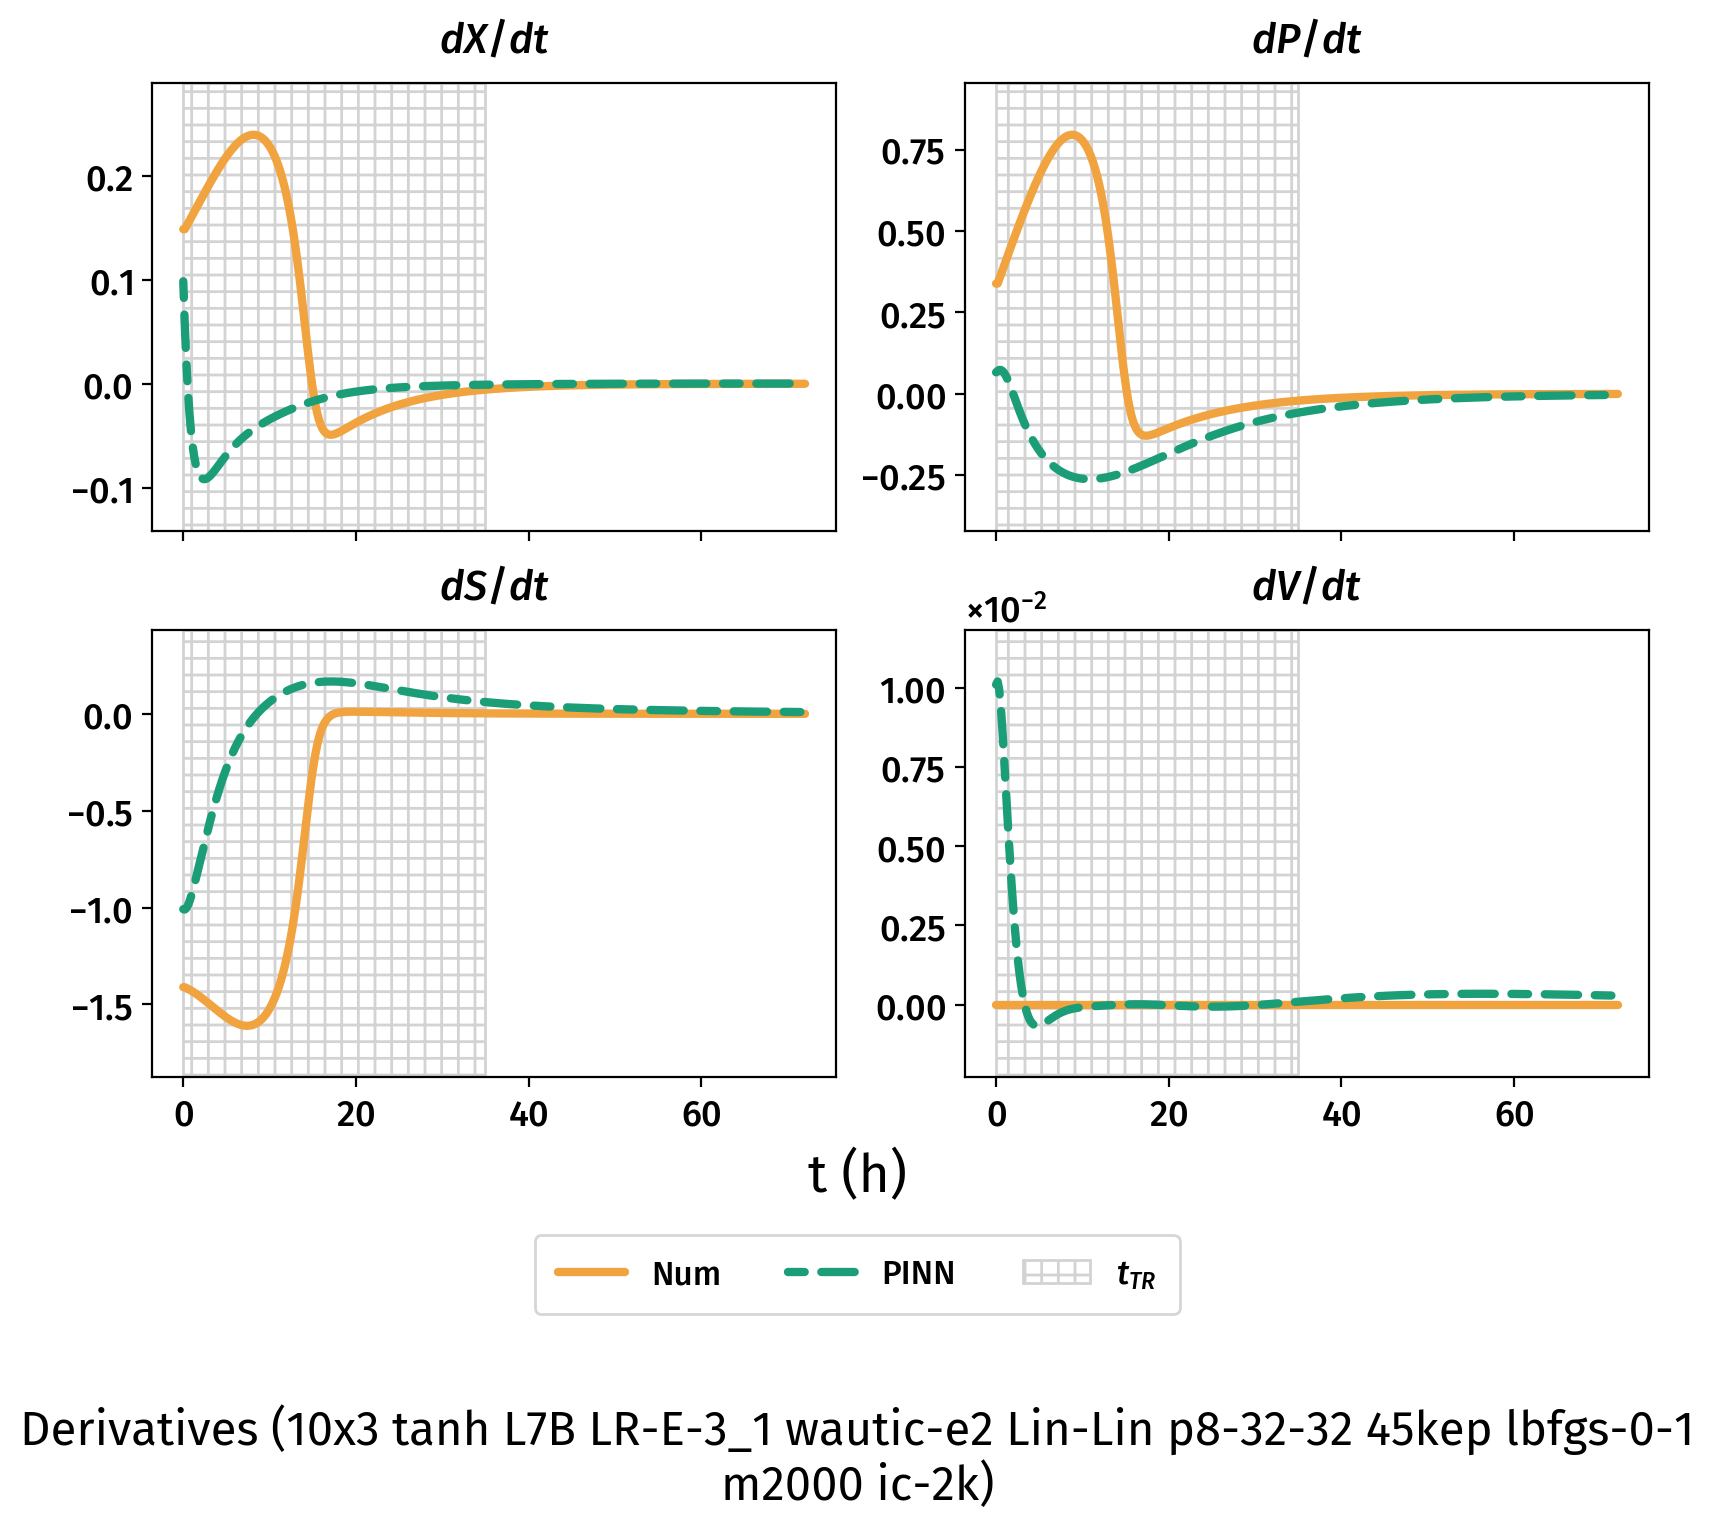 dX/dt
dP/dt
0.2
0.1
0.0
−0.1
0.75
0.50
0.25
0.00
−0.25
dS/dt
dV/dt
×10⁻²
0.0
−0.5
−1.0
−1.5
1.00
0.75
0.50
0.25
0.00
0 20 40 60
0 20 40 60
t (h)
Num PINN t_TR
Derivatives (10x3 tanh L7B LR-E-3_1 wautic-e2 Lin-Lin p8-32-32 45kep lbfgs-0-1
m2000 ic-2k)